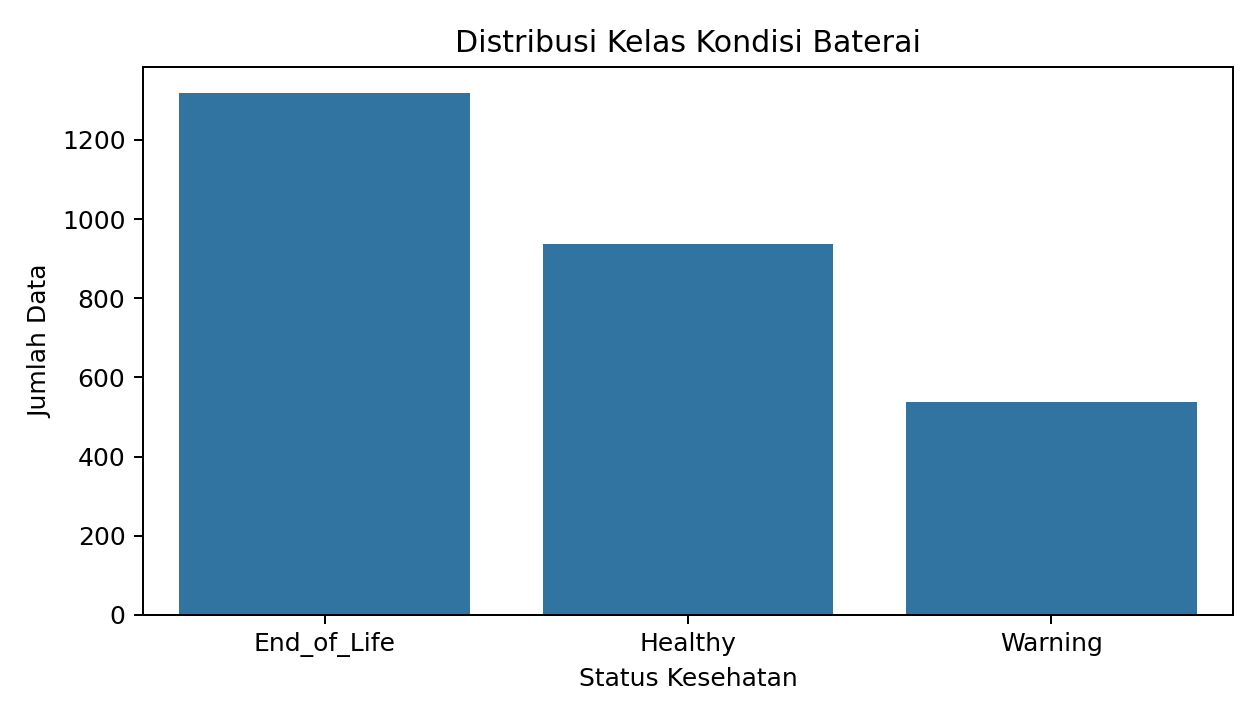 Distribusi Kelas Kondisi Baterai
Jumlah Data
1200
1000
800
600
400
200
0
End_of_Life
Healthy
Warning
Status Kesehatan